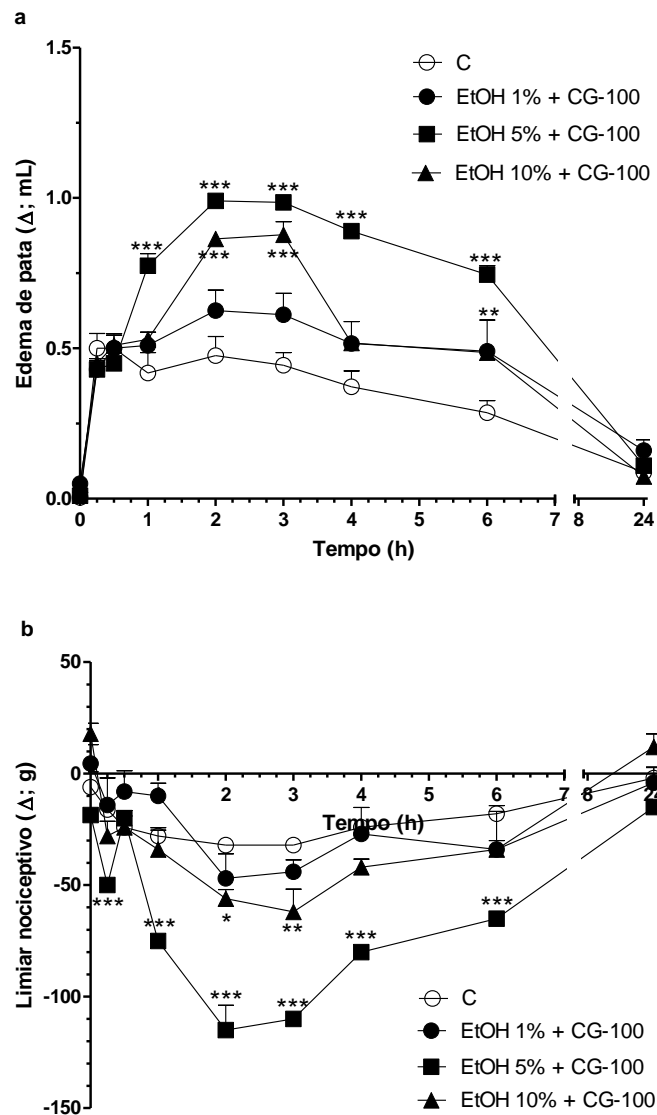 a
1.5
1.0
0.5
0.0
Edema de pata (Δ; mL)
C
EtOH 1% + CG-100
EtOH 5% + CG-100
EtOH 10% + CG-100
*** *** *** *** ***
*** *** **
0 1 2 3 4 5 6 7 8 24
Tempo (h)
b
50
0
-50
-100
-150
Limiar nociceptivo (Δ; g)
1 2 3 4 5 6 7 8 24
Tempo (h)
*** *** * ** *** ***
*** ***
C
EtOH 1% + CG-100
EtOH 5% + CG-100
EtOH 10% + CG-100